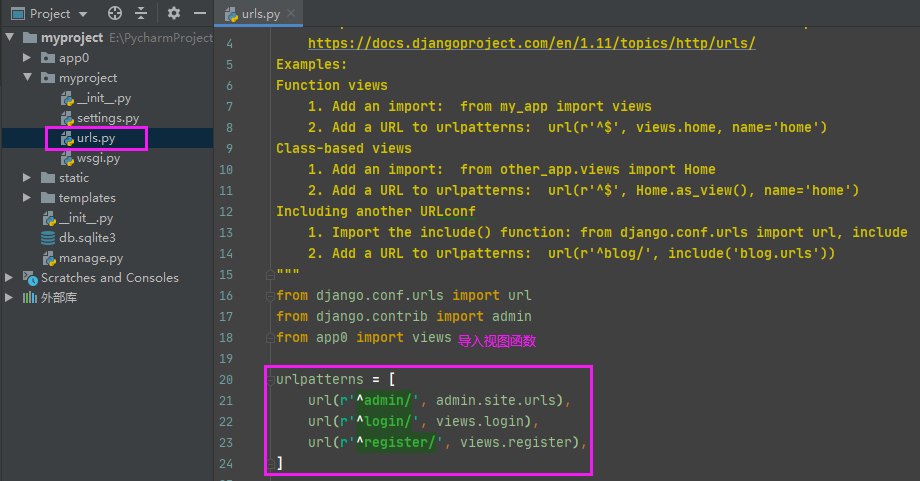 Project
urls.py
myproject E:\PycharmProject
app0
myproject
__init__.py
settings.py
urls.py
wsgi.py
static
templates
__init__.py
db.sqlite3
manage.py
Scratches and Consoles
外部库
4 https://docs.djangoproject.com/en/1.11/topics/http/urls/
5 Examples:
6 Function views
7 1. Add an import:  from my_app import views
8 2. Add a URL to urlpatterns:  url(r'^$', views.home, name='home')
9 Class-based views
10 1. Add an import:  from other_app.views import Home
11 2. Add a URL to urlpatterns:  url(r'^$', Home.as_view(), name='home')
12 Including another URLconf
13 1. Import the include() function: from django.conf.urls import url, include
14 2. Add a URL to urlpatterns:  url(r'^blog/', include('blog.urls'))
15 """
16 from django.conf.urls import url
17 from django.contrib import admin
18 from app0 import views 导入视图函数
19
20 urlpatterns = [
21 url(r'^admin/', admin.site.urls),
22 url(r'^login/', views.login),
23 url(r'^register/', views.register),
24 ]